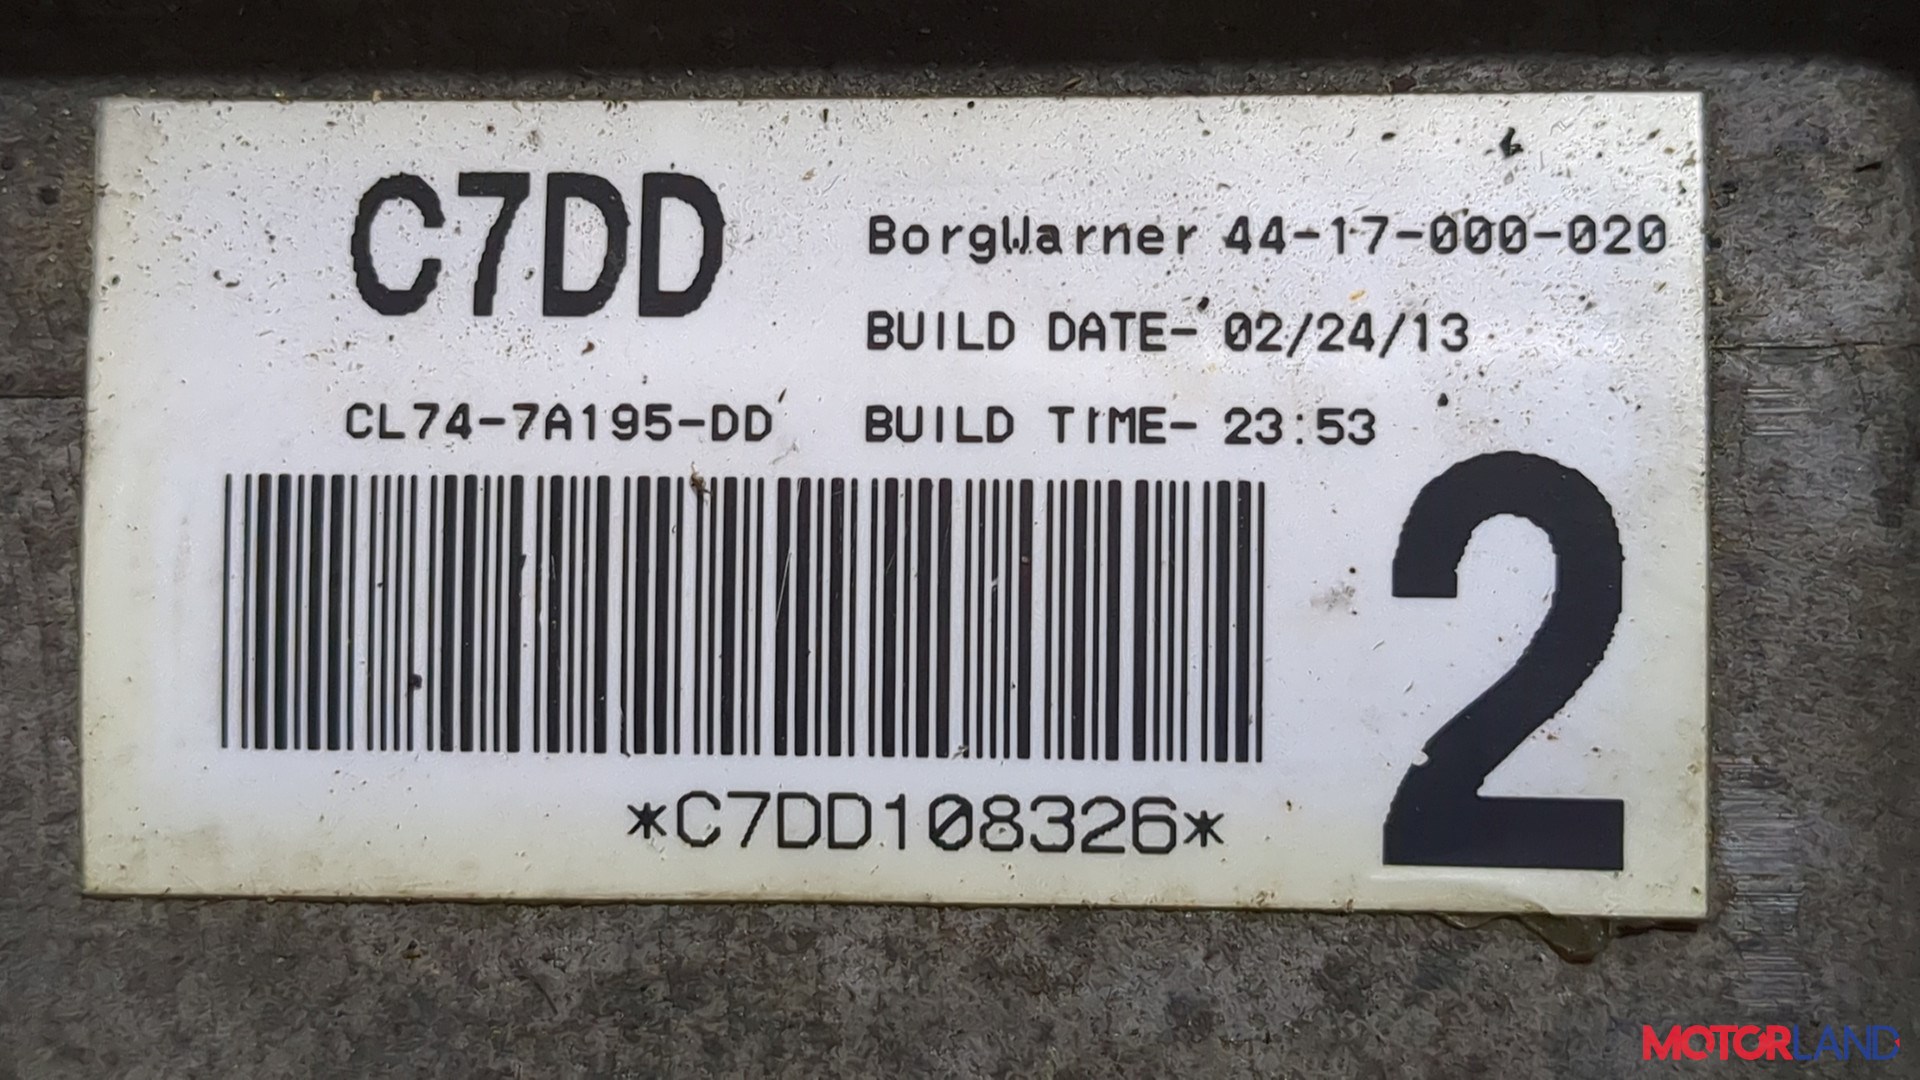 C7DD
BorgWarner 44-17-000-020
BUILD DATE- 02/24/13
CL74-7A195-DD
BUILD TIME- 23:53
2
*C7DD108326*
MOTORLAND